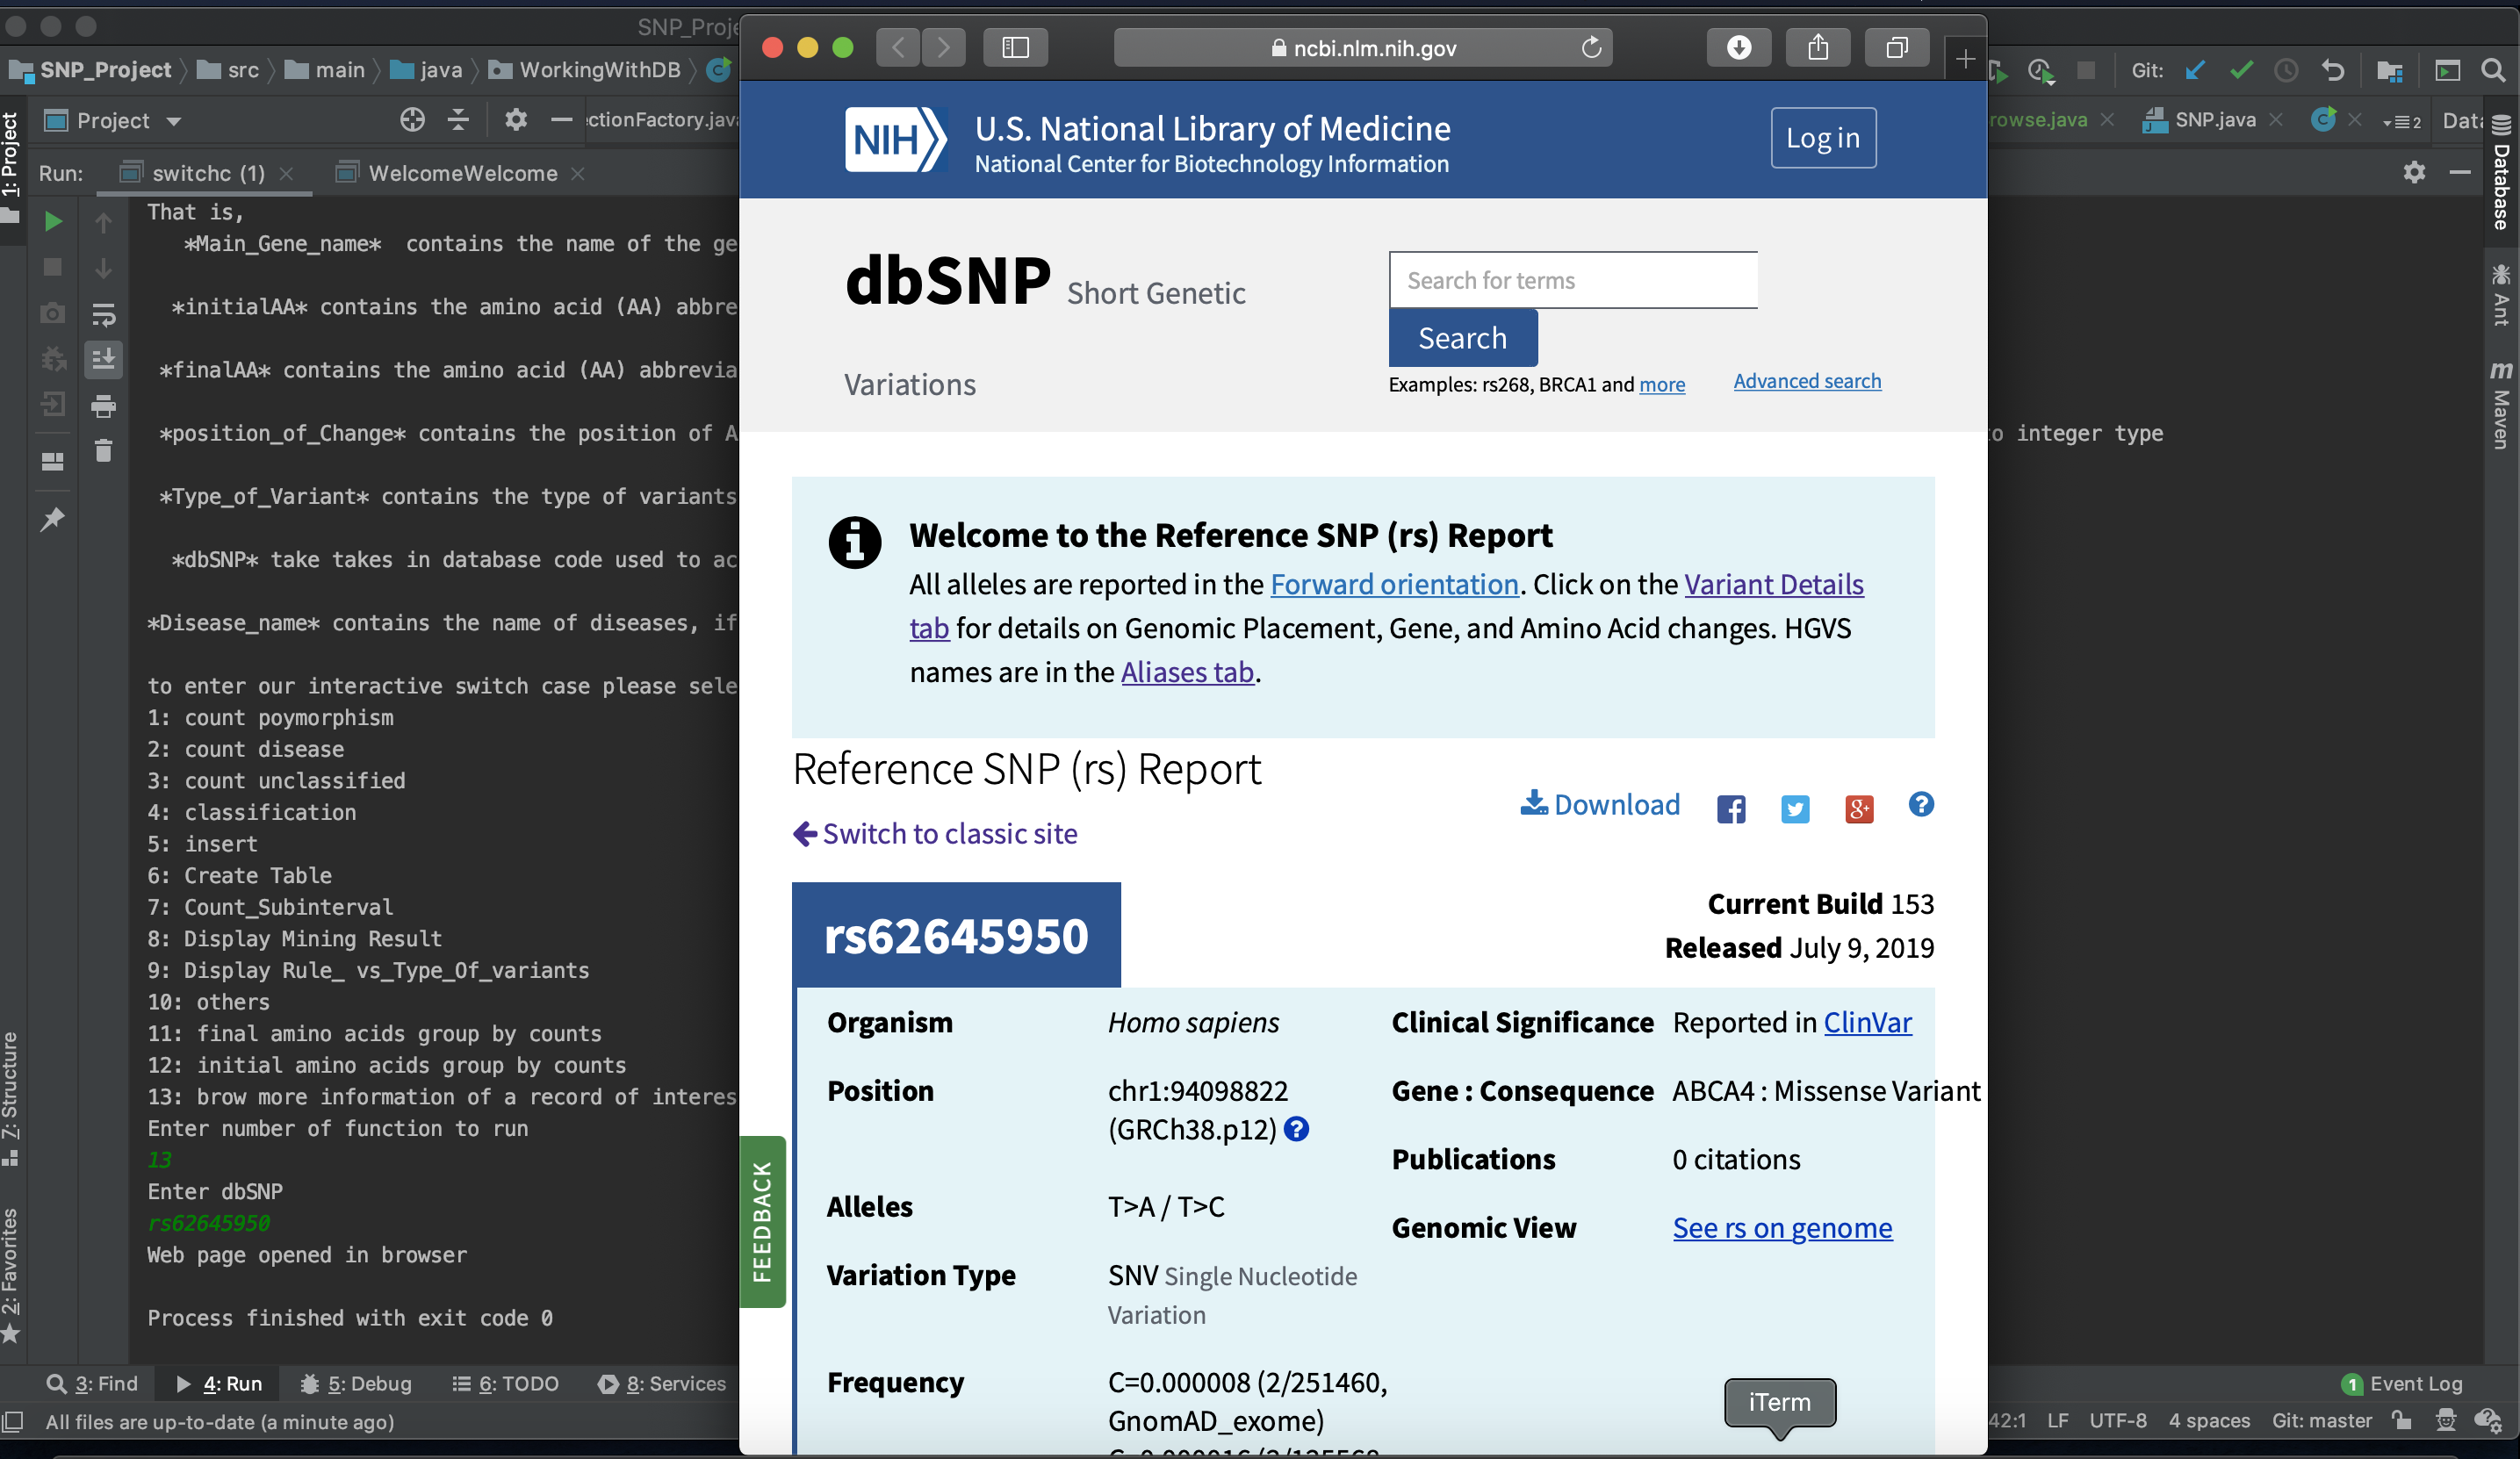 SNP_Proje
SNP_Project
src
main
java
WorkingWithDB
Git:
Project
ctionFactory.java
rowse.java
SNP.java
2
Run:
switchc (1)
WelcomeWelcome
1: Project
7: Structure
2: Favorites
That is,
*Main_Gene_name* contains the name of the ge
*initialAA* contains the amino acid (AA) abbre
*finalAA* contains the amino acid (AA) abbrevia
*position_of_Change* contains the position of A
*Type_of_Variant* contains the type of variants
*dbSNP* take takes in database code used to ac
*Disease_name* contains the name of diseases, if
to enter our interactive switch case please sele
1: count poymorphism
2: count disease
3: count unclassified
4: classification
5: insert
6: Create Table
7: Count_Subinterval
8: Display Mining Result
9: Display Rule_ vs_Type_Of_variants
10: others
11: final amino acids group by counts
12: initial amino acids group by counts
13: brow more information of a record of interes
Enter number of function to run
13
Enter dbSNP
rs62645950
Web page opened in browser
Process finished with exit code 0
ncbi.nlm.nih.gov
NIH
U.S. National Library of Medicine
National Center for Biotechnology Information
Log in
dbSNP Short Genetic
Variations
Search for terms
Search
Examples: rs268, BRCA1 and more
Advanced search
Welcome to the Reference SNP (rs) Report
All alleles are reported in the Forward orientation. Click on the Variant Details
tab for details on Genomic Placement, Gene, and Amino Acid changes. HGVS
names are in the Aliases tab.
Reference SNP (rs) Report
Download
Switch to classic site
rs62645950
Current Build 153
Released July 9, 2019
Organism
Homo sapiens
Position
chr1:94098822
(GRCh38.p12)
Alleles
T>A / T>C
Variation Type
SNV Single Nucleotide
Variation
Frequency
C=0.000008 (2/251460,
GnomAD_exome)
Clinical Significance
Reported in ClinVar
Gene : Consequence
ABCA4 : Missense Variant
Publications
0 citations
Genomic View
See rs on genome
FEEDBACK
iTerm
o integer type
Database
Ant
m Maven
3: Find
4: Run
5: Debug
6: TODO
8: Services
1 Event Log
All files are up-to-date (a minute ago)
42:1
LF
UTF-8
4 spaces
Git: master